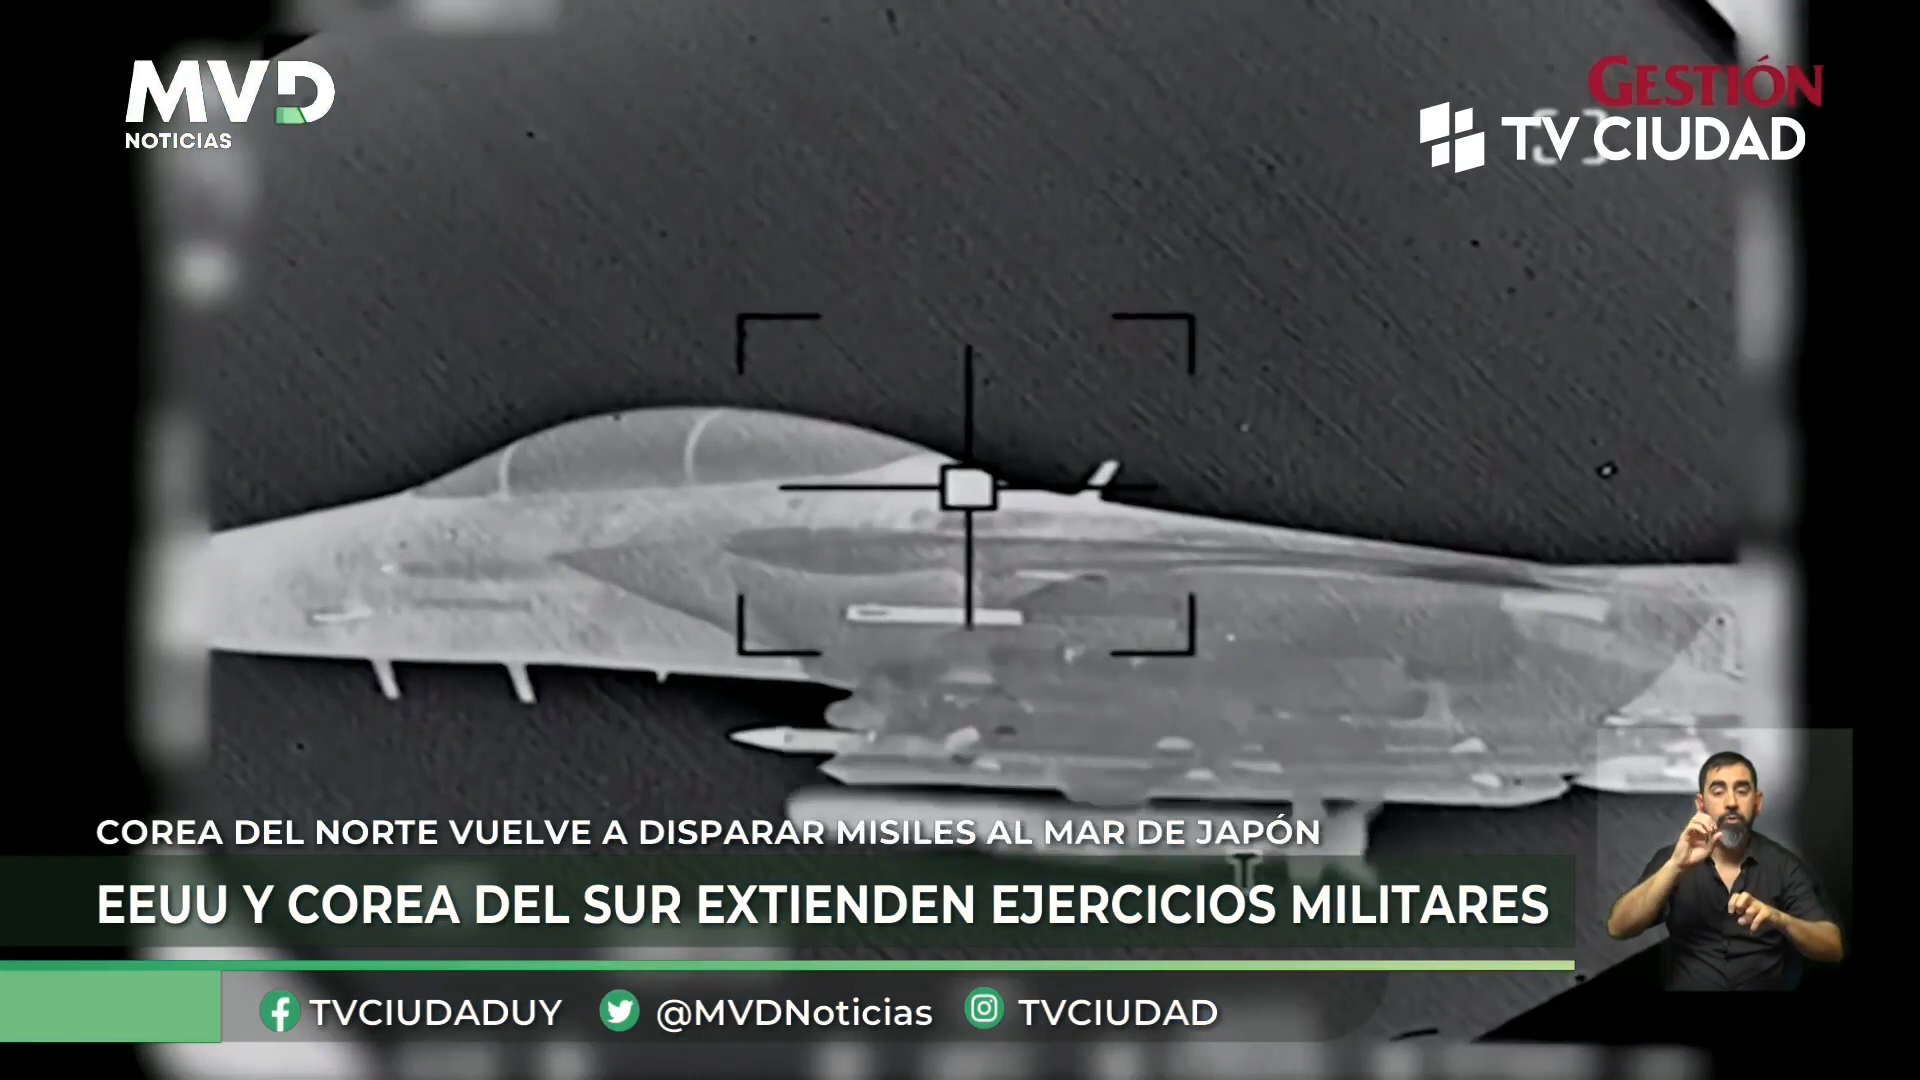 MVD
NOTICIAS
GESTIÓN
TV CIUDAD
COREA DEL NORTE VUELVE A DISPARAR MISILES AL MAR DE JAPÓN
EEUU Y COREA DEL SUR EXTIENDEN EJERCICIOS MILITARES
TVCIUDADUY @MVDNoticias TVCIUDAD